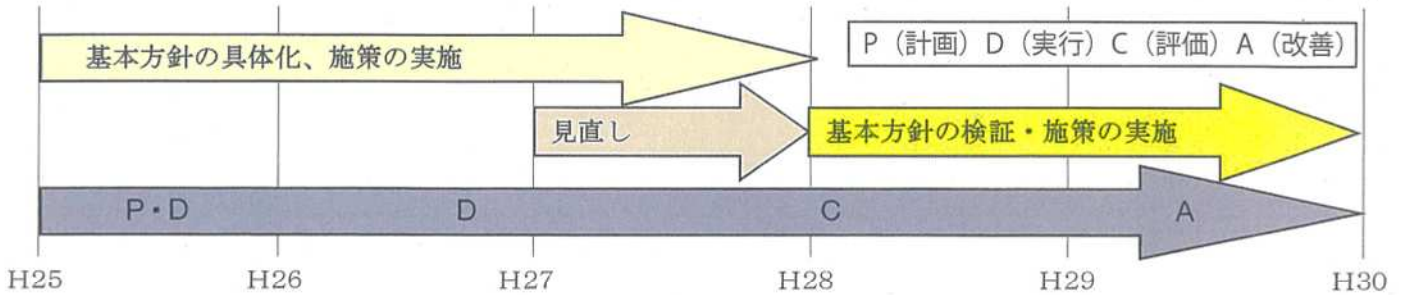 基本方針の具体化、施策の実施
P（計画）D（実行）C（評価）A（改善）
見直し
基本方針の検証・施策の実施
P・D D C A
H25 H26 H27 H28 H29 H30